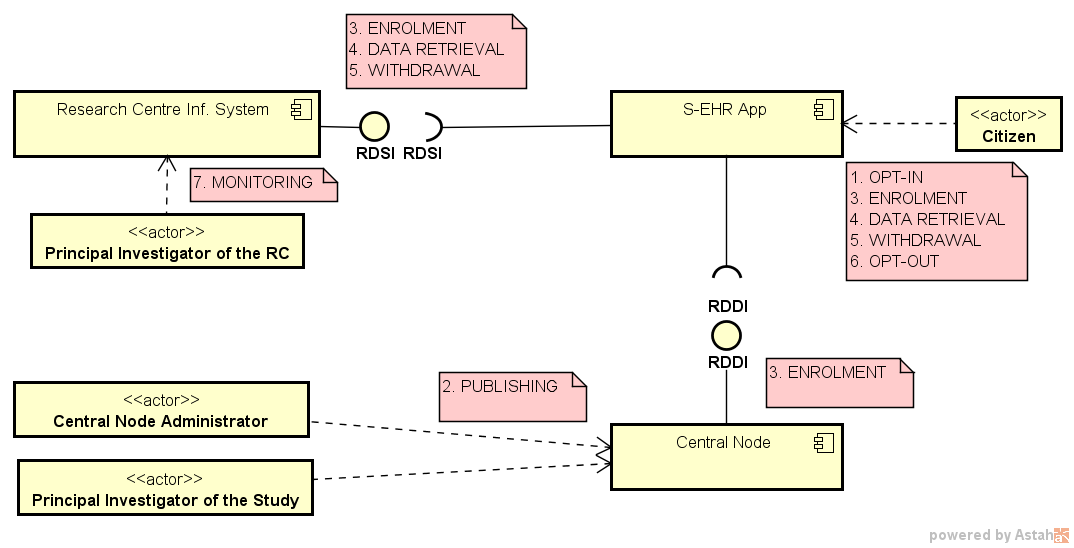 3. ENROLMENT
4. DATA RETRIEVAL
5. WITHDRAWAL
Research Centre Inf. System
RDSI
RDSI
S-EHR App
<<actor>>
Citizen
7. MONITORING
<<actor>>
Principal Investigator of the RC
1. OPT-IN
3. ENROLMENT
4. DATA RETRIEVAL
5. WITHDRAWAL
6. OPT-OUT
RDDI
RDDI
3. ENROLMENT
2. PUBLISHING
<<actor>>
Central Node Administrator
Central Node
<<actor>>
Principal Investigator of the Study
powered by Astah